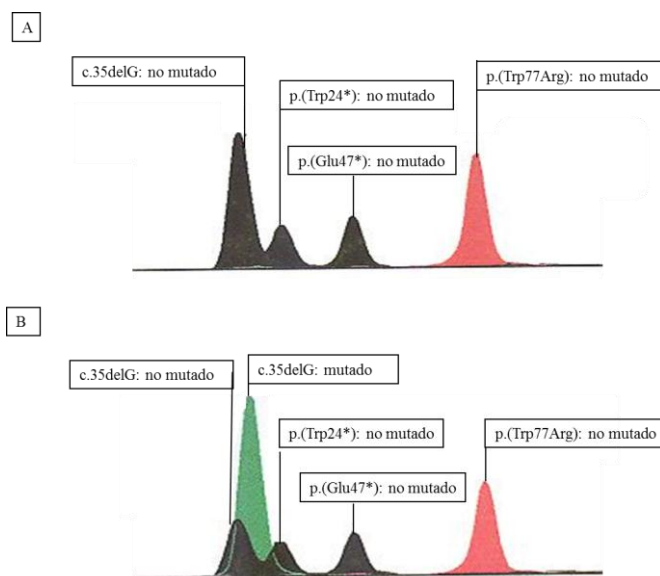 A
c.35delG: no mutado
p.(Trp24*): no mutado
p.(Trp77Arg): no mutado
p.(Glu47*): no mutado
B
c.35delG: no mutado
c.35delG: mutado
p.(Trp24*): no mutado
p.(Trp77Arg): no mutado
p.(Glu47*): no mutado